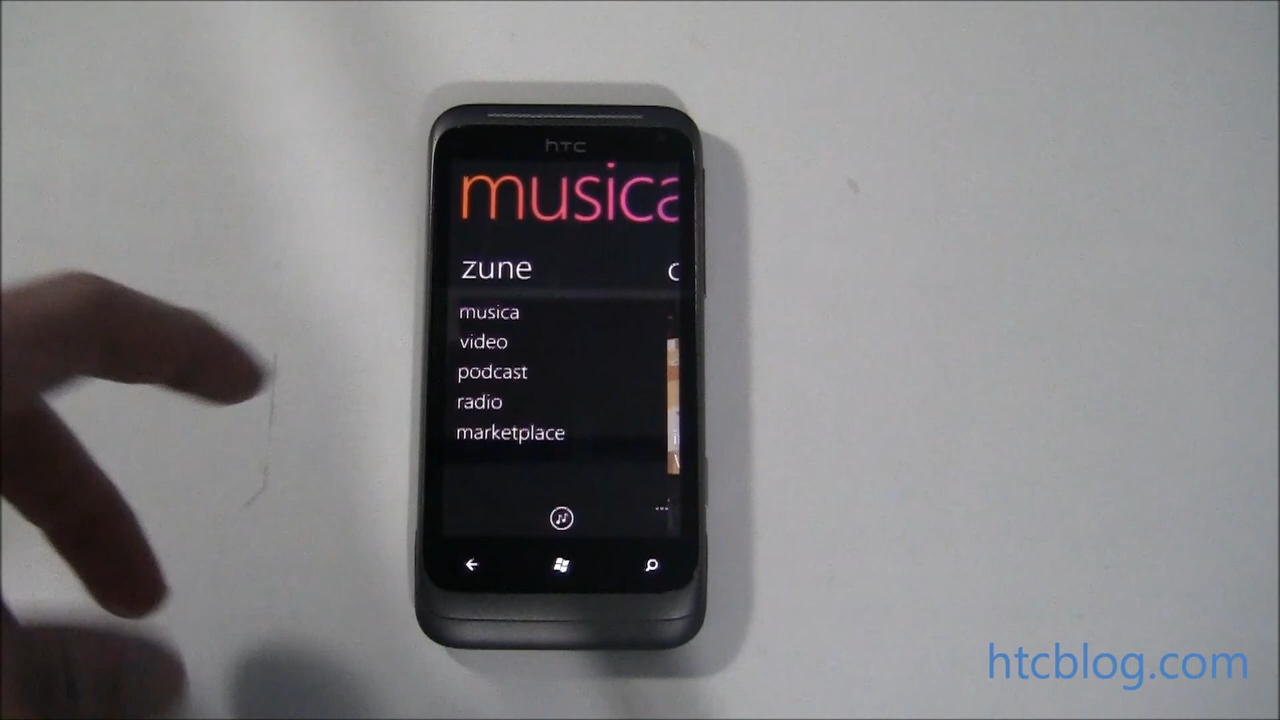 htc
musica
zune
musica
video
podcast
radio
marketplace
htcblog.com